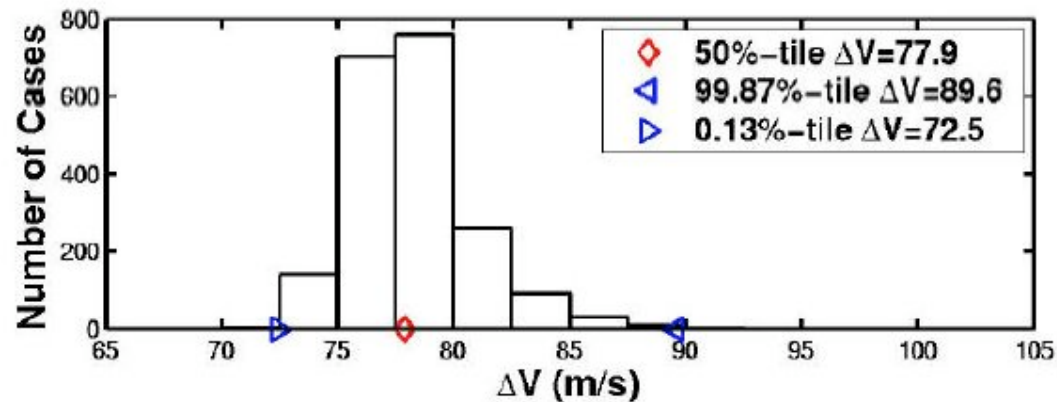 800
600
400
200
0
Number of Cases
50%-tile ΔV=77.9
99.87%-tile ΔV=89.6
0.13%-tile ΔV=72.5
65 70 75 80 85 90 95 100 105
ΔV (m/s)